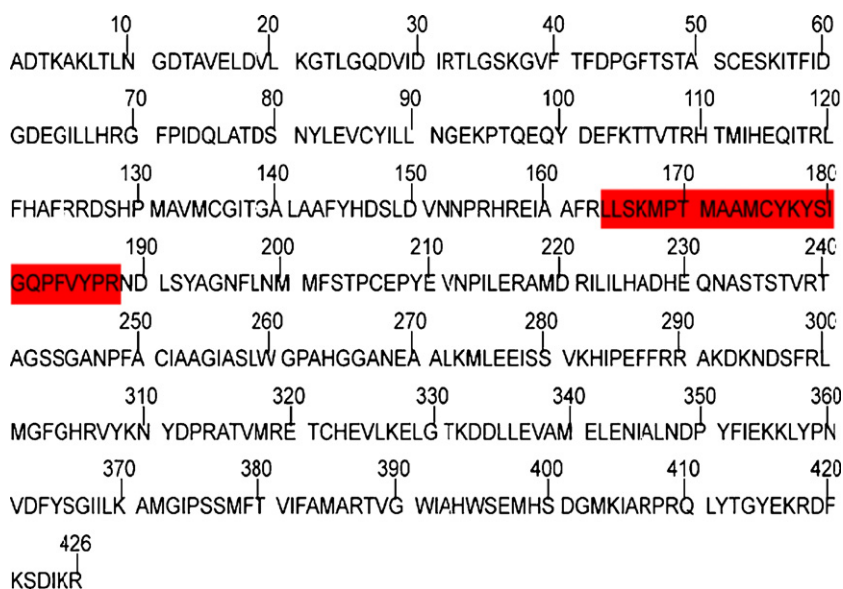 10 20 30 40 50 60
ADTKAKLTLN GDTAVELDVL KGTLGQDVID IRTLGSKGVF TFDPGFTSTA SCESKITFID
70 80 90 100 110 120
GDEGILLHRG FPIDQLATDS NYLEVCYILL NGEKPTQEQY DEFKTTVTRH TMIHEQITRL
130 140 150 160 170 180
FHAFRRDSHP MAVMCGITGA LAAFYHDSLD VNNPRHREIA AFRLLSKMPT MAAMCYKYSI
190 200 210 220 230 240
GQPFVYPRND LSYAGNFLNM MFSTPCEPYE VNPILERAMD RILILHADHE QNASTSTVRT
250 260 270 280 290 300
AGSSGANPFA CIAAGIASLW GPAHGGANEA ALKMLEEISS VKHIPEFFRR AKDKNDSFRL
310 320 330 340 350 360
MGFGHRVYKN YDPRATVMRE TCHEVLKELG TKDDLLEVAM ELENIALNDP YFIEKKLYPN
370 380 390 400 410 420
VDFYSGIILK AMGIPSSMFT VIFAMARTVG WIAHWSEMHS DGMKIARPRQ LYTGYEKRDF
426
KSDIKR